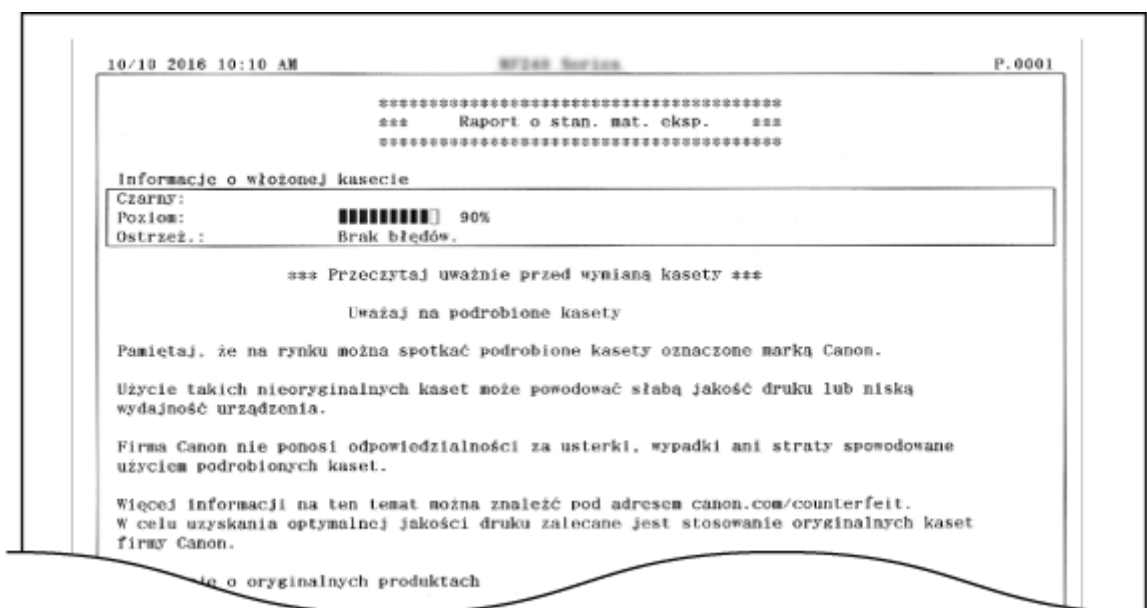 10/10 2016 10:10 AM MF240 Series P.0001
****************************************
*** Raport o stan. mat. eksp. ***
****************************************
Informacje o włożonej kasecie
Czarny:
Poziom: 90%
Ostrzeż.: Brak błędów.
*** Przeczytaj uważnie przed wymianą kasety ***
Uważaj na podrobione kasety
Pamiętaj, że na rynku można spotkać podrobione kasety oznaczone marką Canon.
Użycie takich nieoryginalnych kaset może powodować słabą jakość druku lub niską
wydajność urządzenia.
Firma Canon nie ponosi odpowiedzialności za usterki, wypadki ani straty spowodowane
użyciem podrobionych kaset.
Więcej informacji na ten temat można znaleźć pod adresem canon.com/counterfeit.
W celu uzyskania optymalnej jakości druku zalecane jest stosowanie oryginalnych kaset
firmy Canon.
o oryginalnych produktach